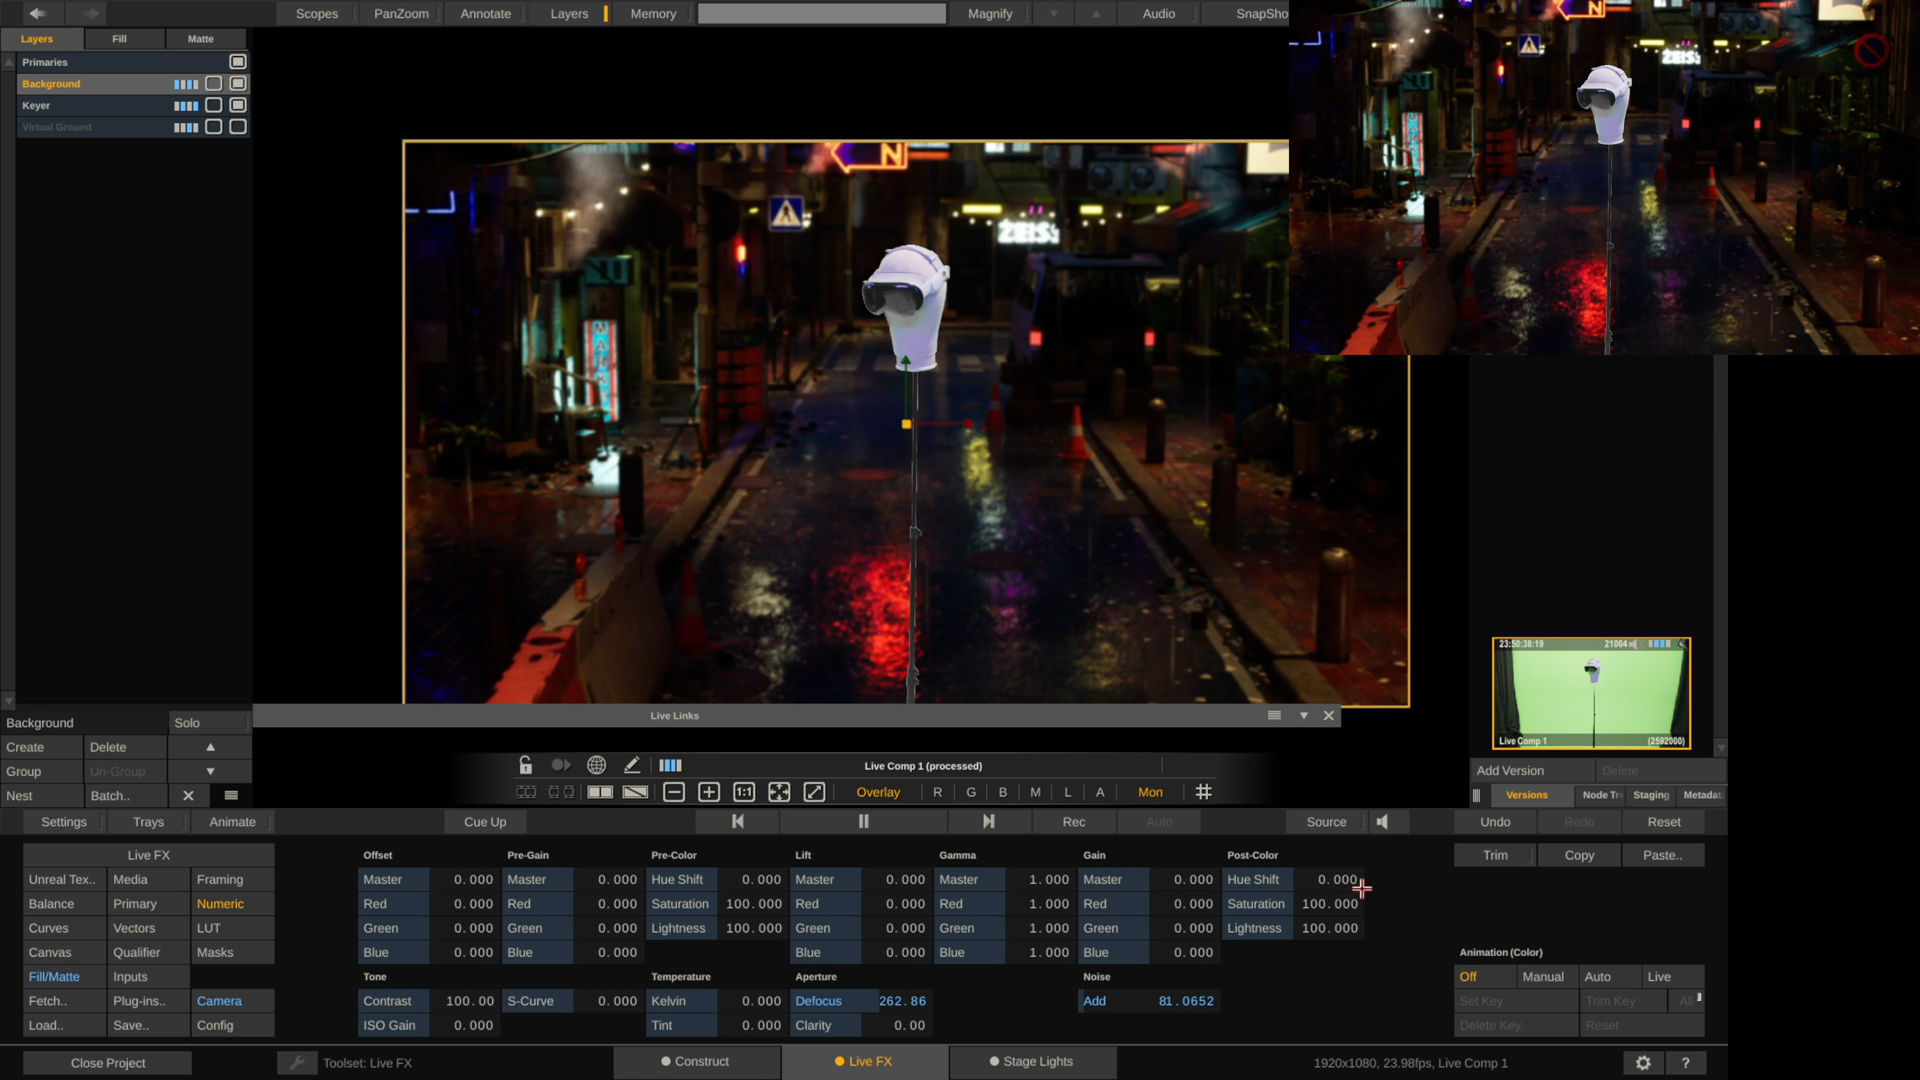 Scopes PanZoom Annotate Layers Memory Magnify Audio SnapSho
Layers Fill Matte
Primaries
Background
Keyer
Virtual Ground
N
ZEISS
NU
N
ZEISS
NU
23:50:38:19 21004
Live Comp 1 (2592000)
Background Solo
Create Delete
Group Un-Group
Nest Batch..
Live Links
Live Comp 1 (processed)
1:1 Overlay R G B M L A Mon
Add Version Delete
Versions Node Tr Staging Metadat
Settings Trays Animate Cue Up Rec Auto Source Undo Redo Reset
Live FX
Unreal Tex.. Media Framing
Balance Primary Numeric
Curves Vectors LUT
Canvas Qualifier Masks
Fill/Matte Inputs
Fetch.. Plug-ins.. Camera
Load.. Save.. Config
Offset Pre-Gain Pre-Color Lift Gamma Gain Post-Color
Master 0.000 Master 0.000 Hue Shift 0.000 Master 0.000 Master 1.000 Master 0.000 Hue Shift 0.000
Red 0.000 Red 0.000 Saturation 100.000 Red 0.000 Red 1.000 Red 0.000 Saturation 100.000
Green 0.000 Green 0.000 Lightness 100.000 Green 0.000 Green 1.000 Green 0.000 Lightness 100.000
Blue 0.000 Blue 0.000 Blue 0.000 Blue 1.000 Blue 0.000
Tone Temperature Aperture Noise
Contrast 100.00 S-Curve 0.000 Kelvin 0.000 Defocus 262.86 Add 81.0652
ISO Gain 0.000 Tint 0.000 Clarity 0.00
Trim Copy Paste..
Animation (Color)
Off Manual Auto Live
Set Key Trim Key All
Delete Key Reset
Close Project Toolset: Live FX Construct Live FX Stage Lights 1920x1080, 23.98fps, Live Comp 1 ?